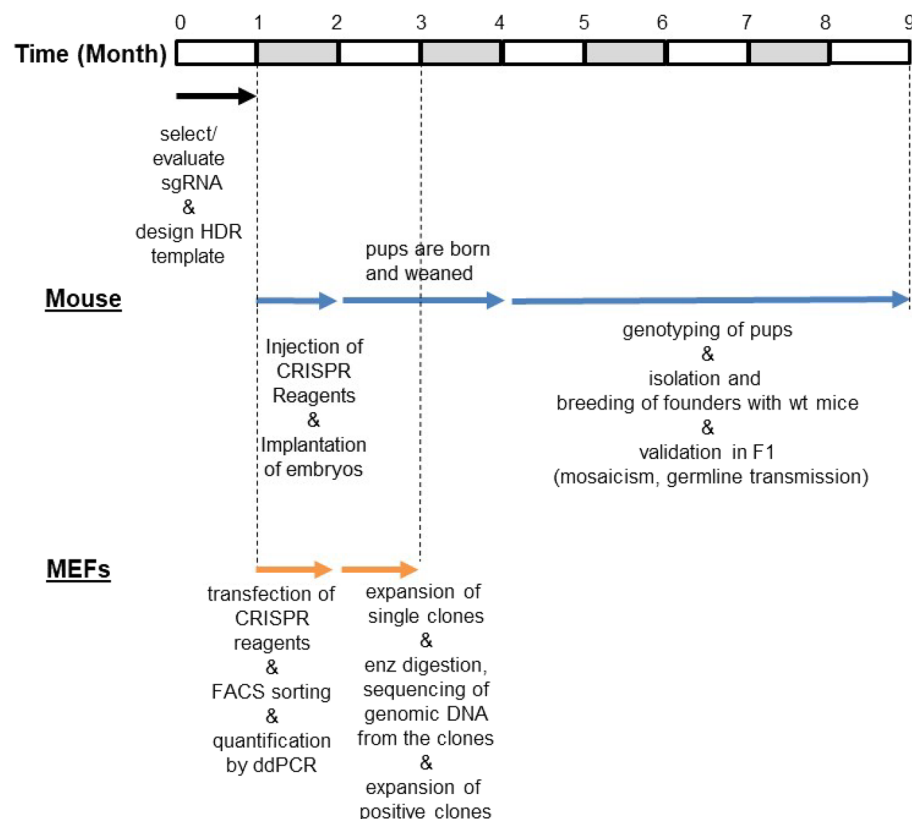 0 1 2 3 4 5 6 7 8 9
Time (Month)
select/
evaluate
sgRNA
&
design HDR
template
pups are born
and weaned
Mouse
Injection of
CRISPR
Reagents
&
Implantation
of embryos
genotyping of pups
&
isolation and
breeding of founders with wt mice
&
validation in F1
(mosaicism, germline transmission)
MEFs
transfection of
CRISPR
reagents
&
FACS sorting
&
quantification
by ddPCR
expansion of
single clones
&
enz digestion,
sequencing of
genomic DNA
from the clones
&
expansion of
positive clones